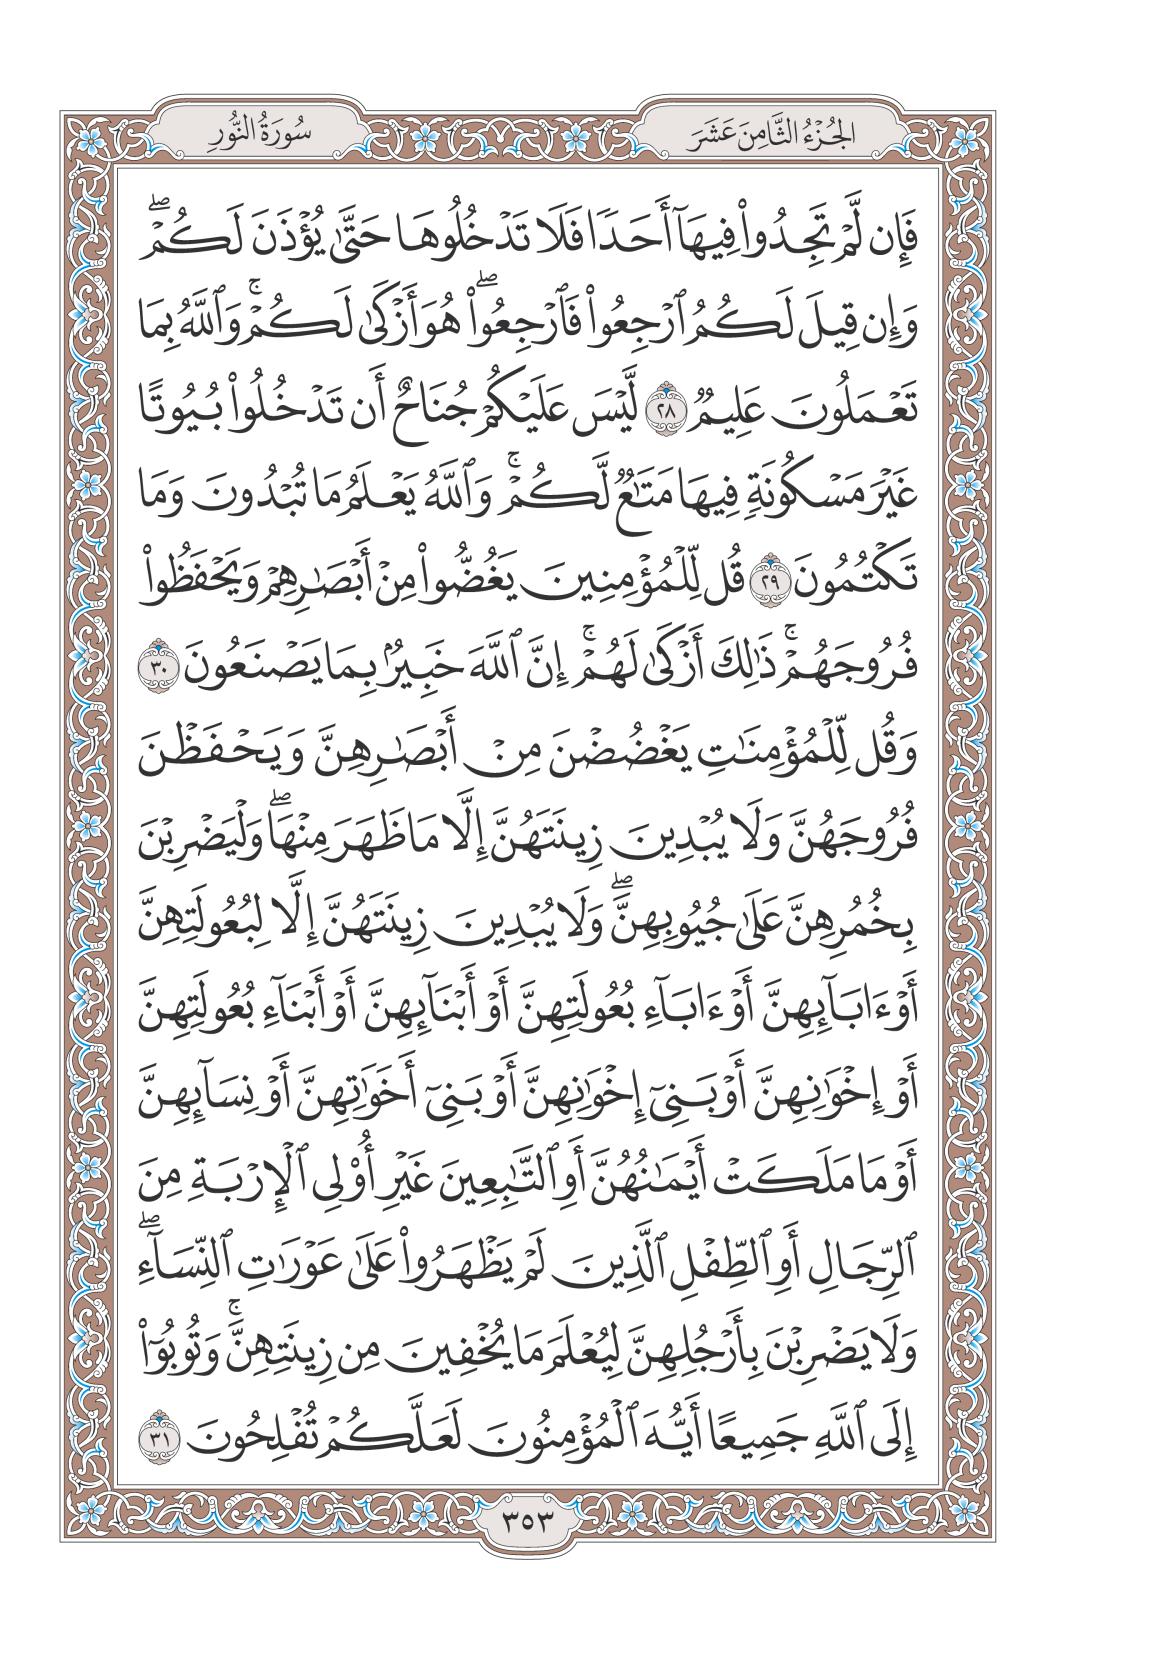 الجُزْءُ الثَّامِنَ عَشَرَ
سُورَةُ النُّورِ
فَإِن لَّمْ تَجِدُوا۟ فِيهَآ أَحَدًا فَلَا تَدْخُلُوهَا حَتَّىٰ يُؤْذَنَ لَكُمْ ۖ
وَإِن قِيلَ لَكُمُ ٱرْجِعُوا۟ فَٱرْجِعُوا۟ ۖ هُوَ أَزْكَىٰ لَكُمْ ۚ وَٱللَّهُ بِمَا
تَعْمَلُونَ عَلِيمٌ ٢٨ لَّيْسَ عَلَيْكُمْ جُنَاحٌ أَن تَدْخُلُوا۟ بُيُوتًا
غَيْرَ مَسْكُونَةٍ فِيهَا مَتَـٰعٌ لَّكُمْ ۚ وَٱللَّهُ يَعْلَمُ مَا تُبْدُونَ وَمَا
تَكْتُمُونَ ٢٩ قُل لِّلْمُؤْمِنِينَ يَغُضُّوا۟ مِنْ أَبْصَـٰرِهِمْ وَيَحْفَظُوا۟
فُرُوجَهُمْ ۚ ذَٰلِكَ أَزْكَىٰ لَهُمْ ۚ إِنَّ ٱللَّهَ خَبِيرٌۢ بِمَا يَصْنَعُونَ ٣٠
وَقُل لِّلْمُؤْمِنَـٰتِ يَغْضُضْنَ مِنْ أَبْصَـٰرِهِنَّ وَيَحْفَظْنَ
فُرُوجَهُنَّ وَلَا يُبْدِينَ زِينَتَهُنَّ إِلَّا مَا ظَهَرَ مِنْهَا ۖ وَلْيَضْرِبْنَ
بِخُمُرِهِنَّ عَلَىٰ جُيُوبِهِنَّ ۖ وَلَا يُبْدِينَ زِينَتَهُنَّ إِلَّا لِبُعُولَتِهِنَّ
أَوْ ءَابَآئِهِنَّ أَوْ ءَابَآءِ بُعُولَتِهِنَّ أَوْ أَبْنَآئِهِنَّ أَوْ أَبْنَآءِ بُعُولَتِهِنَّ
أَوْ إِخْوَٰنِهِنَّ أَوْ بَنِىٓ إِخْوَٰنِهِنَّ أَوْ بَنِىٓ أَخَوَٰتِهِنَّ أَوْ نِسَآئِهِنَّ
أَوْ مَا مَلَكَتْ أَيْمَـٰنُهُنَّ أَوِ ٱلتَّـٰبِعِينَ غَيْرِ أُو۟لِى ٱلْإِرْبَةِ مِنَ
ٱلرِّجَالِ أَوِ ٱلطِّفْلِ ٱلَّذِينَ لَمْ يَظْهَرُوا۟ عَلَىٰ عَوْرَٰتِ ٱلنِّسَآءِ ۖ
وَلَا يَضْرِبْنَ بِأَرْجُلِهِنَّ لِيُعْلَمَ مَا يُخْفِينَ مِن زِينَتِهِنَّ ۚ وَتُوبُوٓا۟
إِلَى ٱللَّهِ جَمِيعًا أَيُّهَ ٱلْمُؤْمِنُونَ لَعَلَّكُمْ تُفْلِحُونَ ٣١
٣٥٣